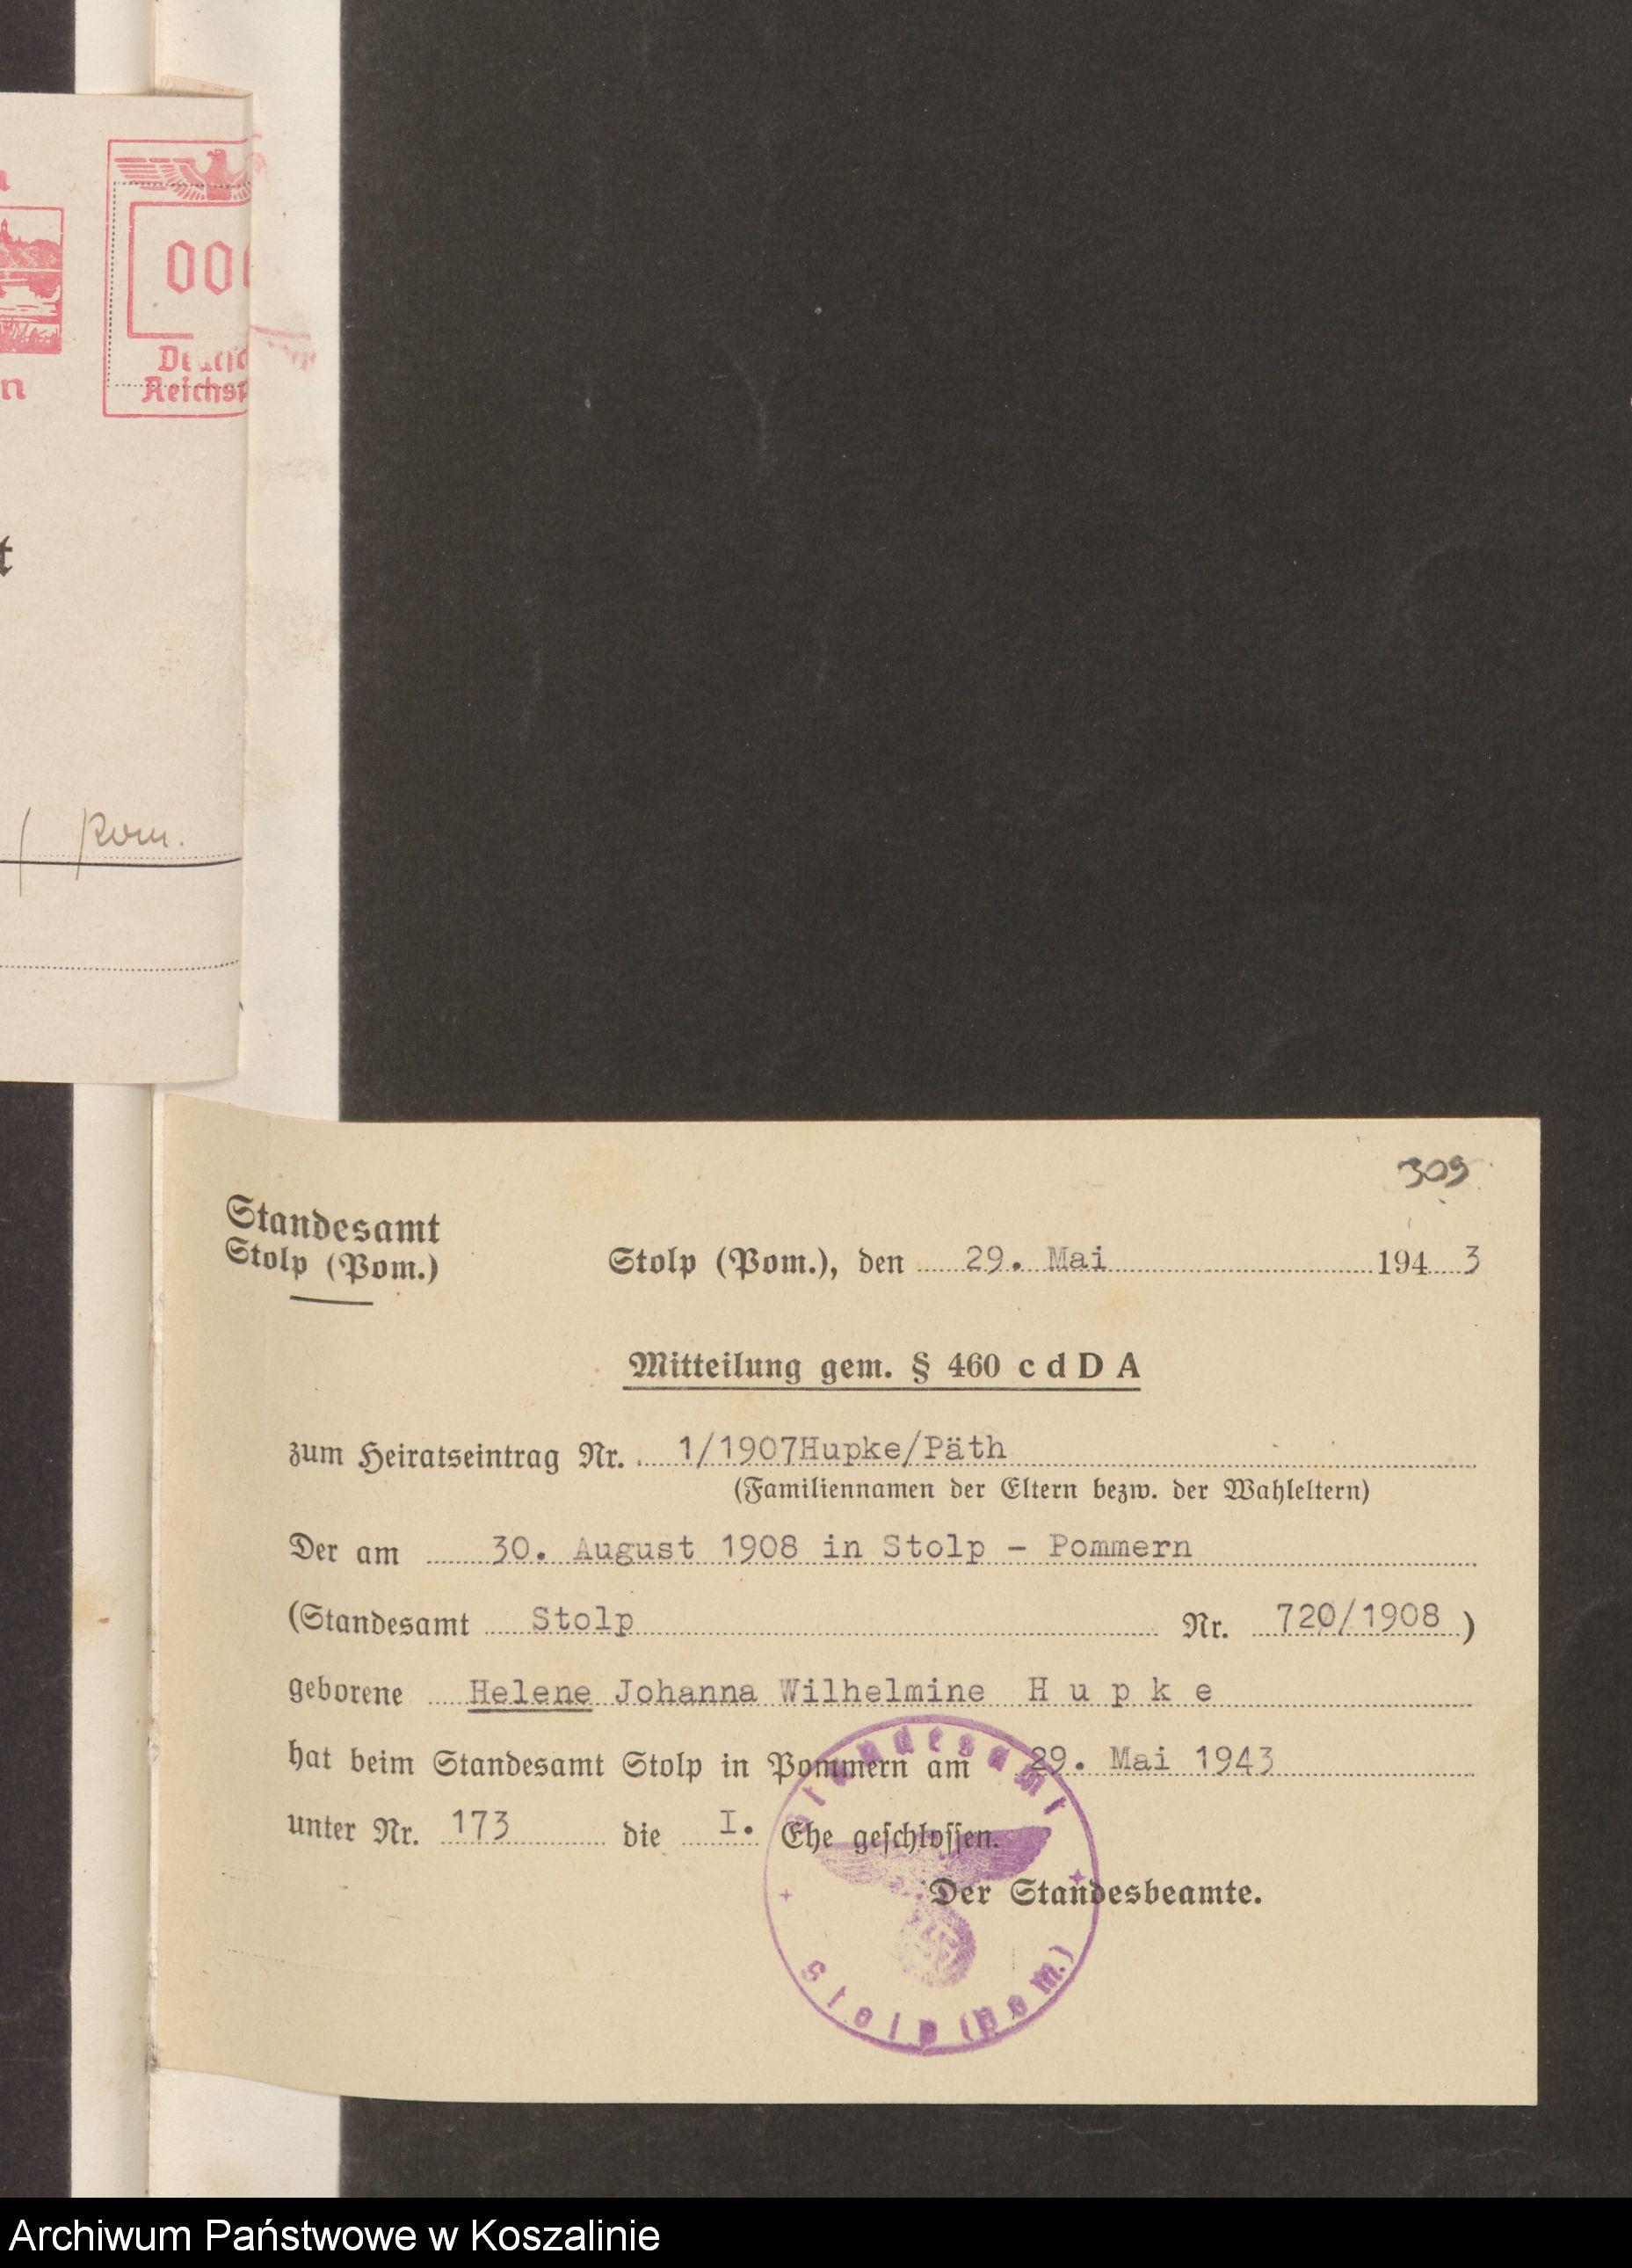 n
000
Reichsp
t
Pom.
309
Standesamt
Stolp (Pom.)
Stolp (Pom.), den 29. Mai 1943
Mitteilung gem. § 460 c d D A
zum Heiratseintrag Nr. 1/1907Hupke/Päth
(Familiennamen der Eltern bezw. der Wahleltern)
Der am 30. August 1908 in Stolp - Pommern
(Standesamt Stolp Nr. 720/1908)
geborene Helene Johanna Wilhelmine H u p k e
hat beim Standesamt Stolp in Pommern am 29. Mai 1943
unter Nr. 173 die I. Ehe geschlossen.
Der Standesbeamte.
Standesamt
Stolp (Pom.)
Archiwum Państwowe w Koszalinie